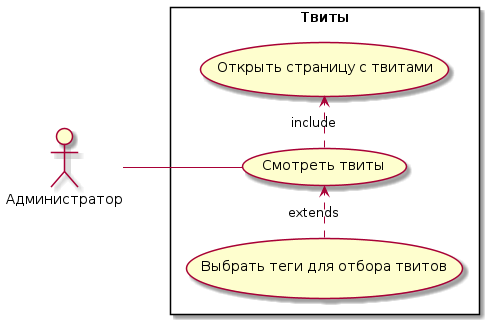 Твиты
Открыть страницу с твитами
include
Смотреть твиты
Администратор
extends
Выбрать теги для отбора твитов